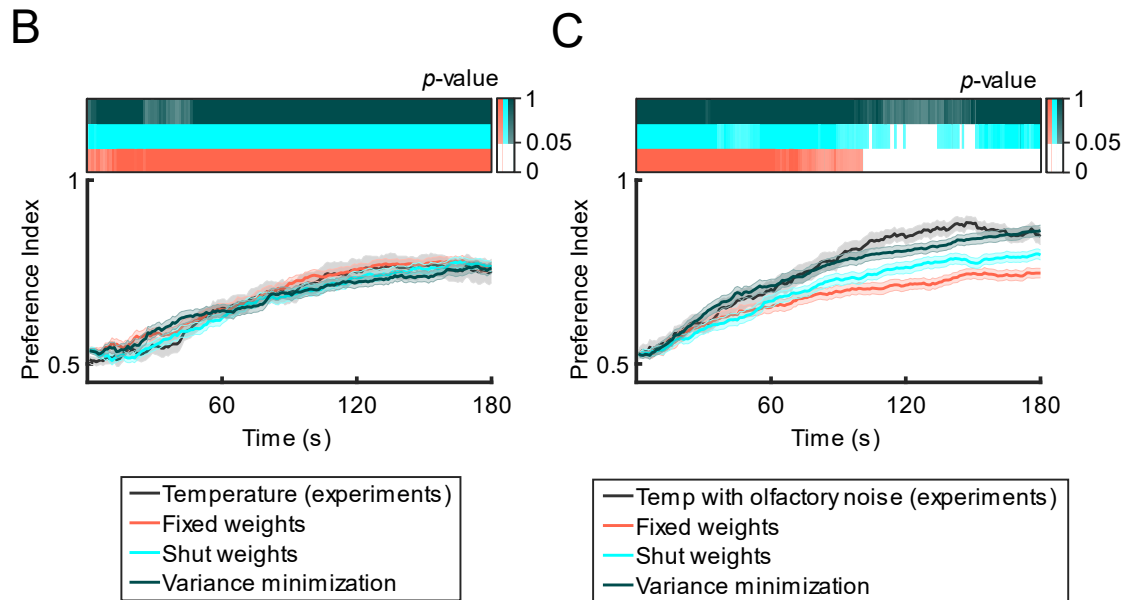 B
p-value
1
0.05
0
1
0.5
Preference Index
60
120
180
Time (s)
Temperature (experiments)
Fixed weights
Shut weights
Variance minimization
C
p-value
1
0.05
0
1
0.5
Preference Index
60
120
180
Time (s)
Temp with olfactory noise (experiments)
Fixed weights
Shut weights
Variance minimization